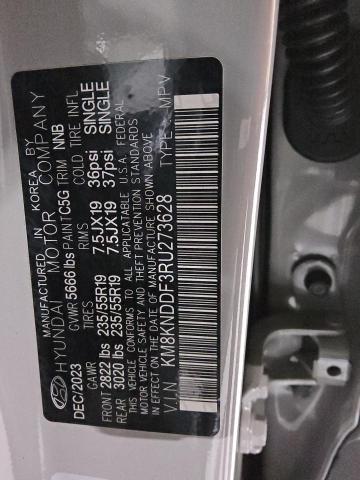 MANUFACTURED IN KOREA BY
HYUNDAI MOTOR COMPANY
DEC/2023 GVWR 5666 lbs PAINT C5G TRIM NNB
GAWR TIRES RIMS COLD TIRE INFL
FRONT 2822 lbs 235/55R19 7.5JX19 36psi SINGLE
REAR 3020 lbs 235/55R19 7.5JX19 37psi SINGLE
THIS VEHICLE CONFORMS TO ALL APPLICABLE U.S.A. FEDERAL
MOTOR VEHICLE SAFETY AND THEFT PREVENTION STANDARDS
IN EFFECT ON THE DATE OF MANUFACTURE SHOWN ABOVE
V.I.N KM8KNDDF3RU273628 TYPE MPV